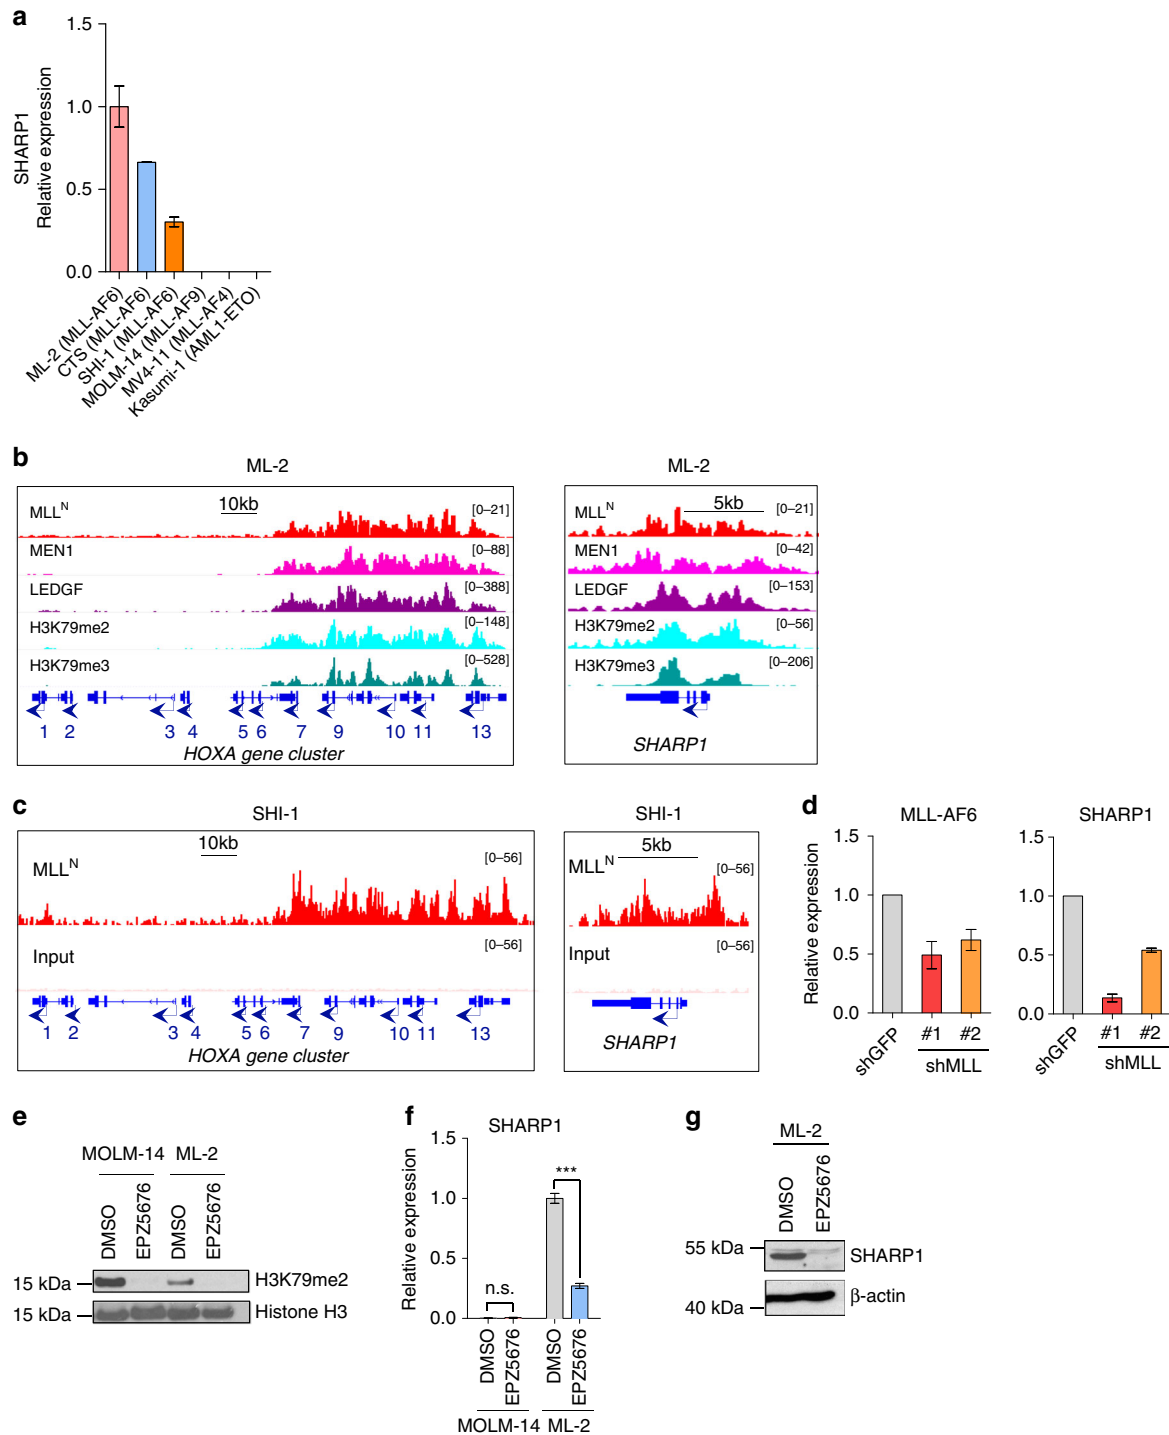 a
SHARP1
Relative expression
1.5
1.0
0.5
0.0
ML-2 (MLL-AF6)
CTS (MLL-AF6)
SHI-1 (MLL-AF6)
MOLM-14 (MLL-AF9)
MV4-11 (MLL-AF4)
Kasumi-1 (AML1-ETO)
b
ML-2
10kb
MLL^N [0–21]
MEN1 [0–88]
LEDGF [0–388]
H3K79me2 [0–148]
H3K79me3 [0–528]
1 2 3 4 5 6 7 9 10 11 13
HOXA gene cluster
ML-2
5kb
MLL^N [0–21]
MEN1 [0–42]
LEDGF [0–153]
H3K79me2 [0–56]
H3K79me3 [0–206]
SHARP1
c
SHI-1
10kb
MLL^N [0–56]
Input [0–56]
1 2 3 4 5 6 7 9 10 11 13
HOXA gene cluster
SHI-1
5kb
MLL^N [0–56]
Input [0–56]
SHARP1
d
MLL-AF6
Relative expression
1.5
1.0
0.5
0.0
shGFP
#1 #2
shMLL
SHARP1
1.5
1.0
0.5
0.0
shGFP
#1 #2
shMLL
e
MOLM-14 ML-2
DMSO EPZ5676 DMSO EPZ5676
15 kDa H3K79me2
15 kDa Histone H3
f
SHARP1
Relative expression
1.5
1.0
0.5
0.0
n.s.
***
DMSO EPZ5676 DMSO EPZ5676
MOLM-14 ML-2
g
ML-2
DMSO EPZ5676
55 kDa SHARP1
40 kDa β-actin